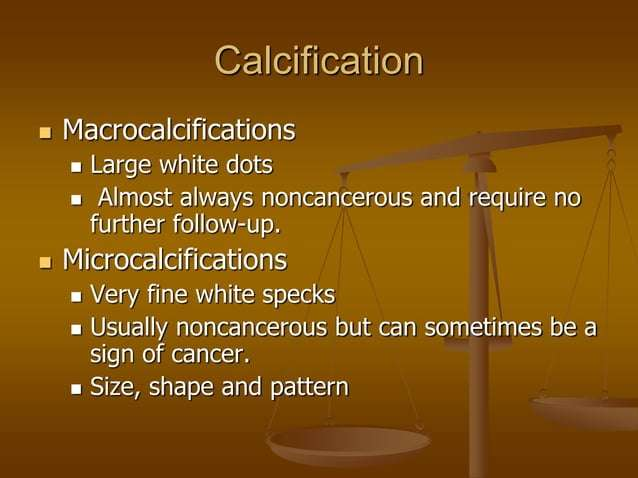 Calcification
Macrocalcifications
Large white dots
Almost always noncancerous and require no
further follow-up.
Microcalcifications
Very fine white specks
Usually noncancerous but can sometimes be a
sign of cancer.
Size, shape and pattern